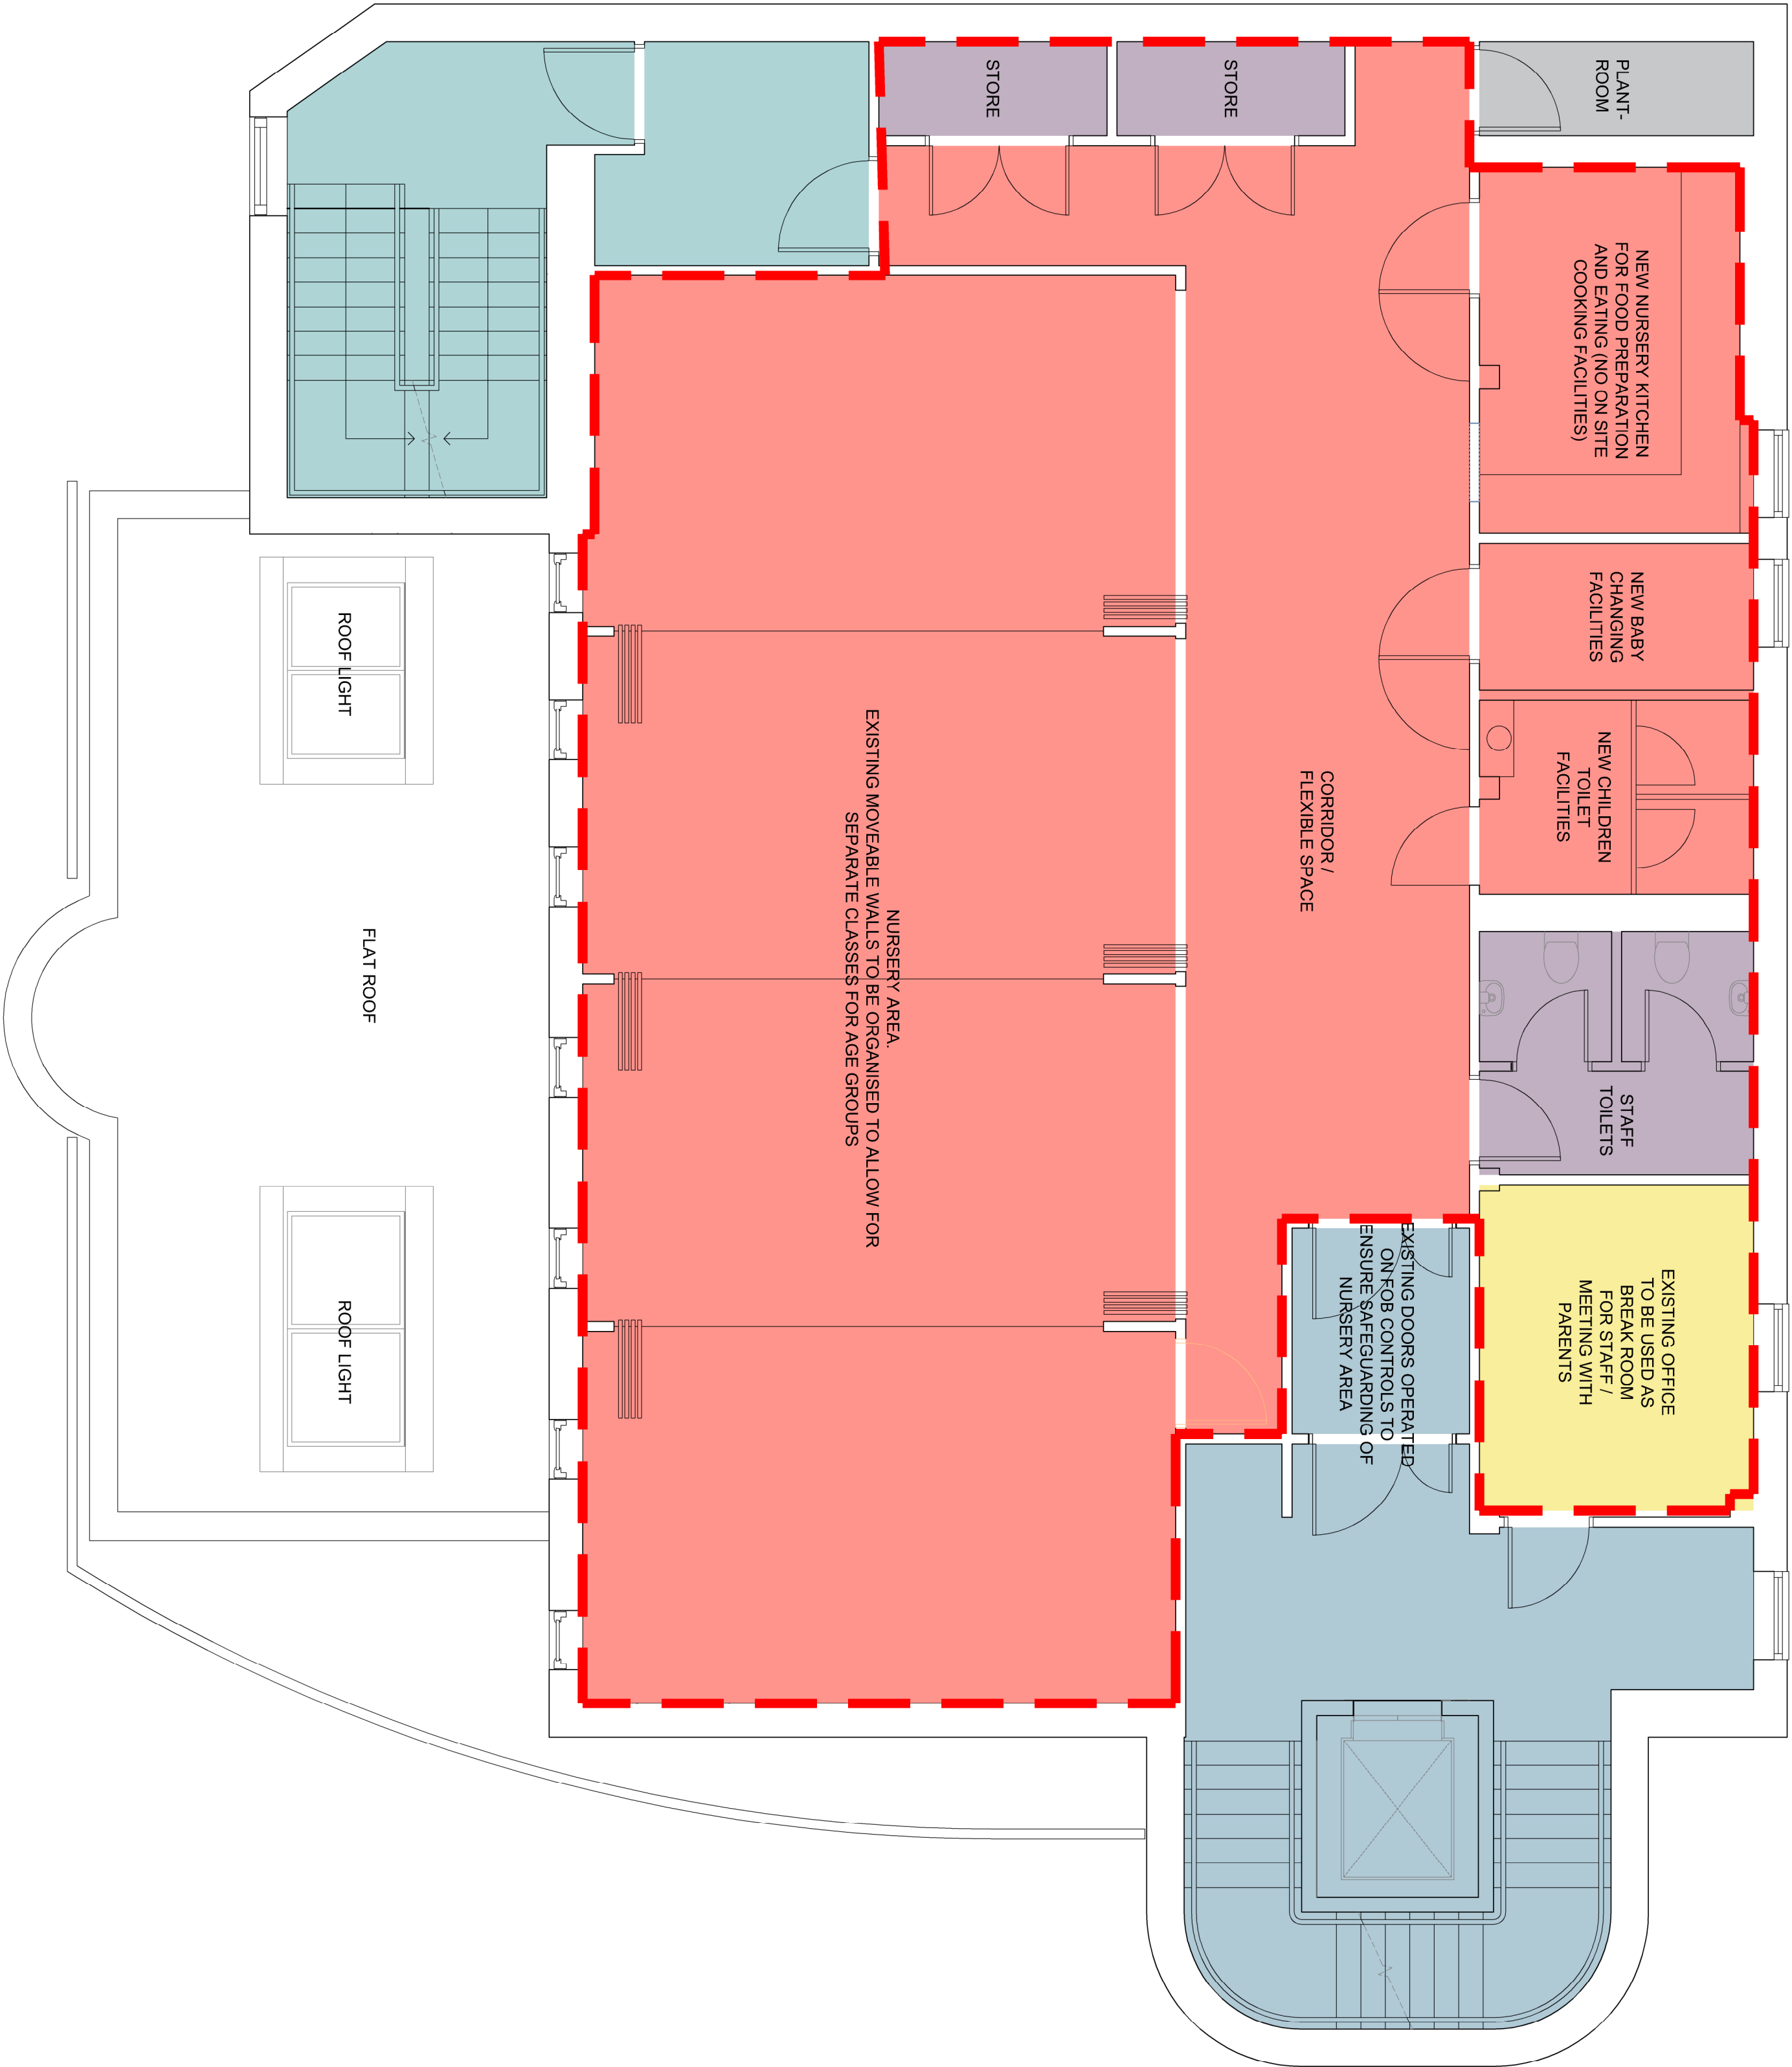 STORE
STORE
PLANT-
ROOM
NEW NURSERY KITCHEN
FOR FOOD PREPARATION
AND EATING (NO ON SITE
COOKING FACILITIES)
NEW BABY
CHANGING
FACILITIES
NEW CHILDREN
TOILET
FACILITIES
STAFF
TOILETS
EXISTING OFFICE
TO BE USED AS
BREAK ROOM
FOR STAFF /
MEETING WITH
PARENTS
EXISTING DOORS OPERATED
ON FOB CONTROLS TO
ENSURE SAFEGUARDING OF
NURSERY AREA
CORRIDOR /
FLEXIBLE SPACE
NURSERY AREA.
EXISTING MOVEABLE WALLS TO BE ORGANISED TO ALLOW FOR
SEPARATE CLASSES FOR AGE GROUPS
ROOF LIGHT
FLAT ROOF
ROOF LIGHT